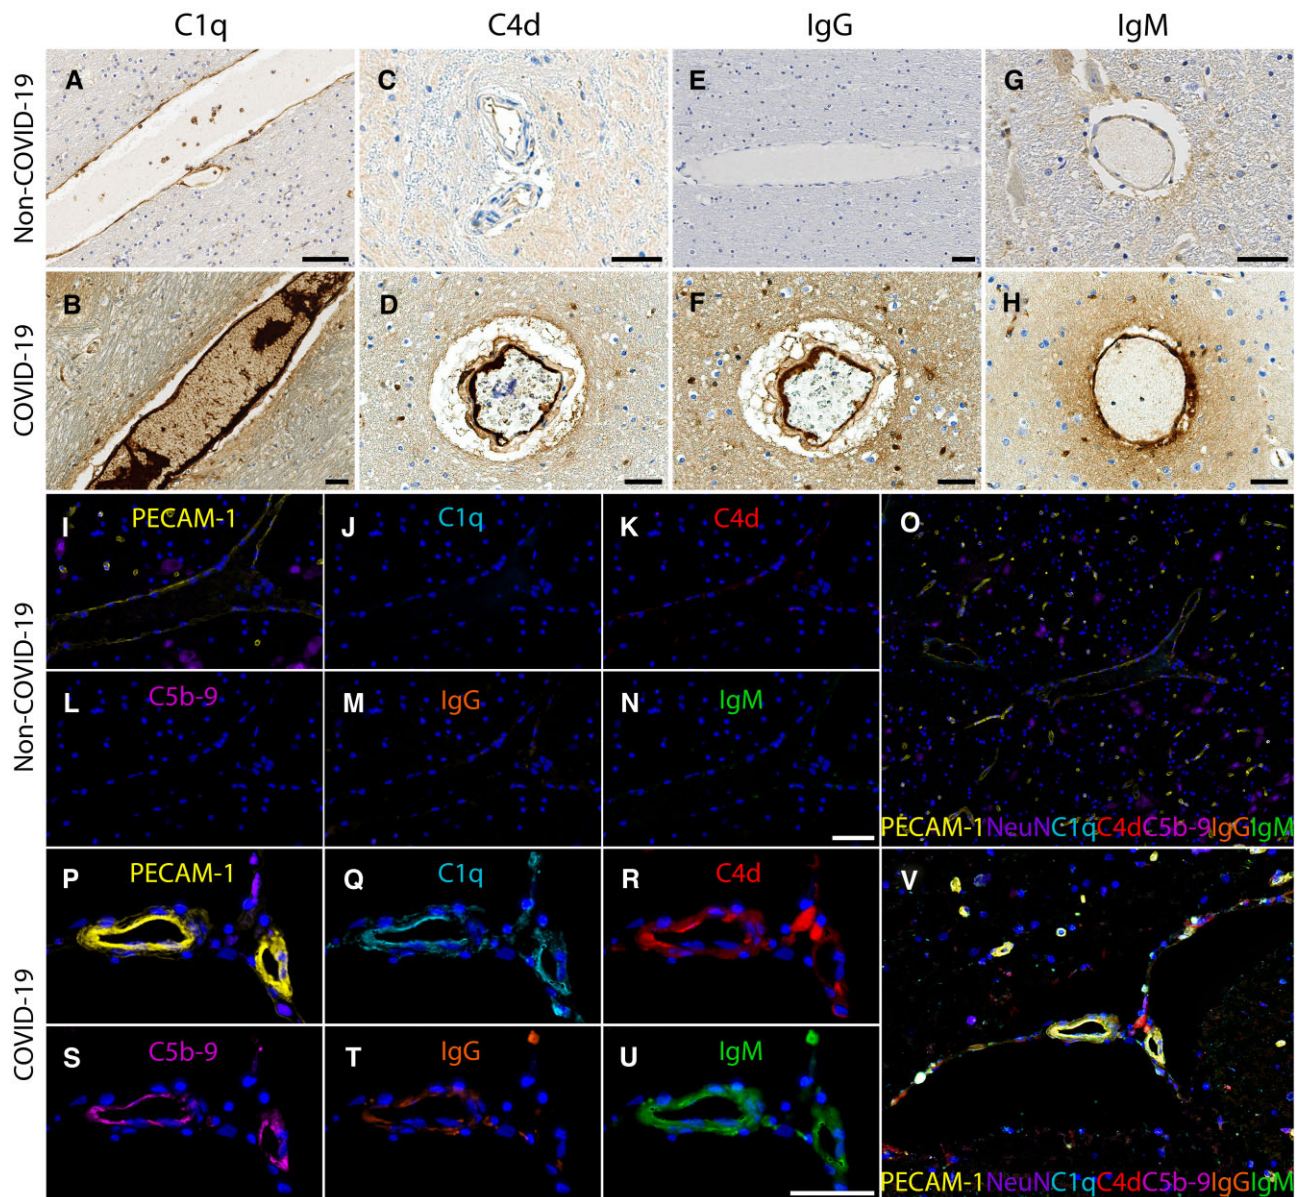 C1q C4d IgG IgM
Non-COVID-19
A C E G
COVID-19
B D F H
Non-COVID-19
I PECAM-1 J C1q K C4d O
L C5b-9 M IgG N IgM
PECAM-1NeuNC1qC4dC5b-9IgGIgM
COVID-19
P PECAM-1 Q C1q R C4d V
S C5b-9 T IgG U IgM
PECAM-1NeuNC1qC4dC5b-9IgGIgM